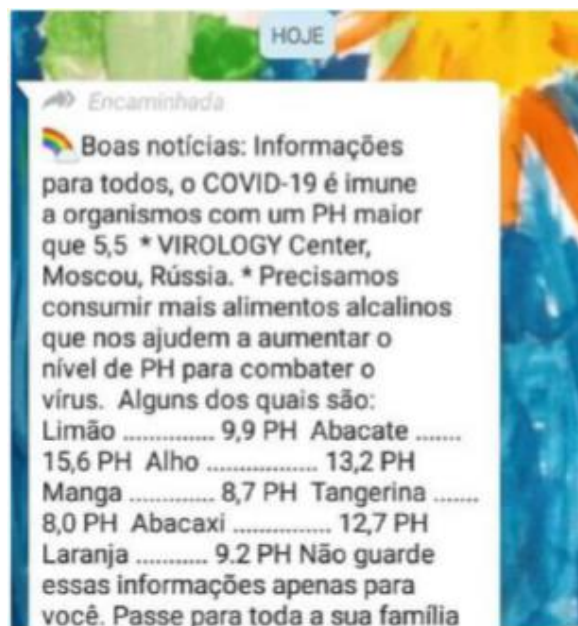 HOJE
Encaminhada
Boas notícias: Informações
para todos, o COVID-19 é imune
a organismos com um PH maior
que 5,5 * VIROLOGY Center,
Moscou, Rússia. * Precisamos
consumir mais alimentos alcalinos
que nos ajudem a aumentar o
nível de PH para combater o
vírus. Alguns dos quais são:
Limão .............. 9,9 PH Abacate .......
15,6 PH Alho ................. 13,2 PH
Manga ............. 8,7 PH Tangerina .......
8,0 PH Abacaxi ............... 12,7 PH
Laranja ........... 9.2 PH Não guarde
essas informações apenas para
você. Passe para toda a sua família